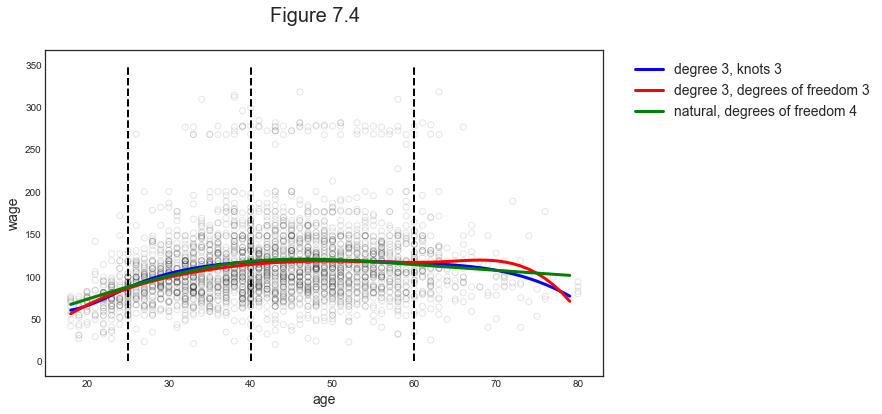 Figure 7.4
degree 3, knots 3
degree 3, degrees of freedom 3
natural, degrees of freedom 4
wage
350
300
250
200
150
100
50
0
20 30 40 50 60 70 80
age